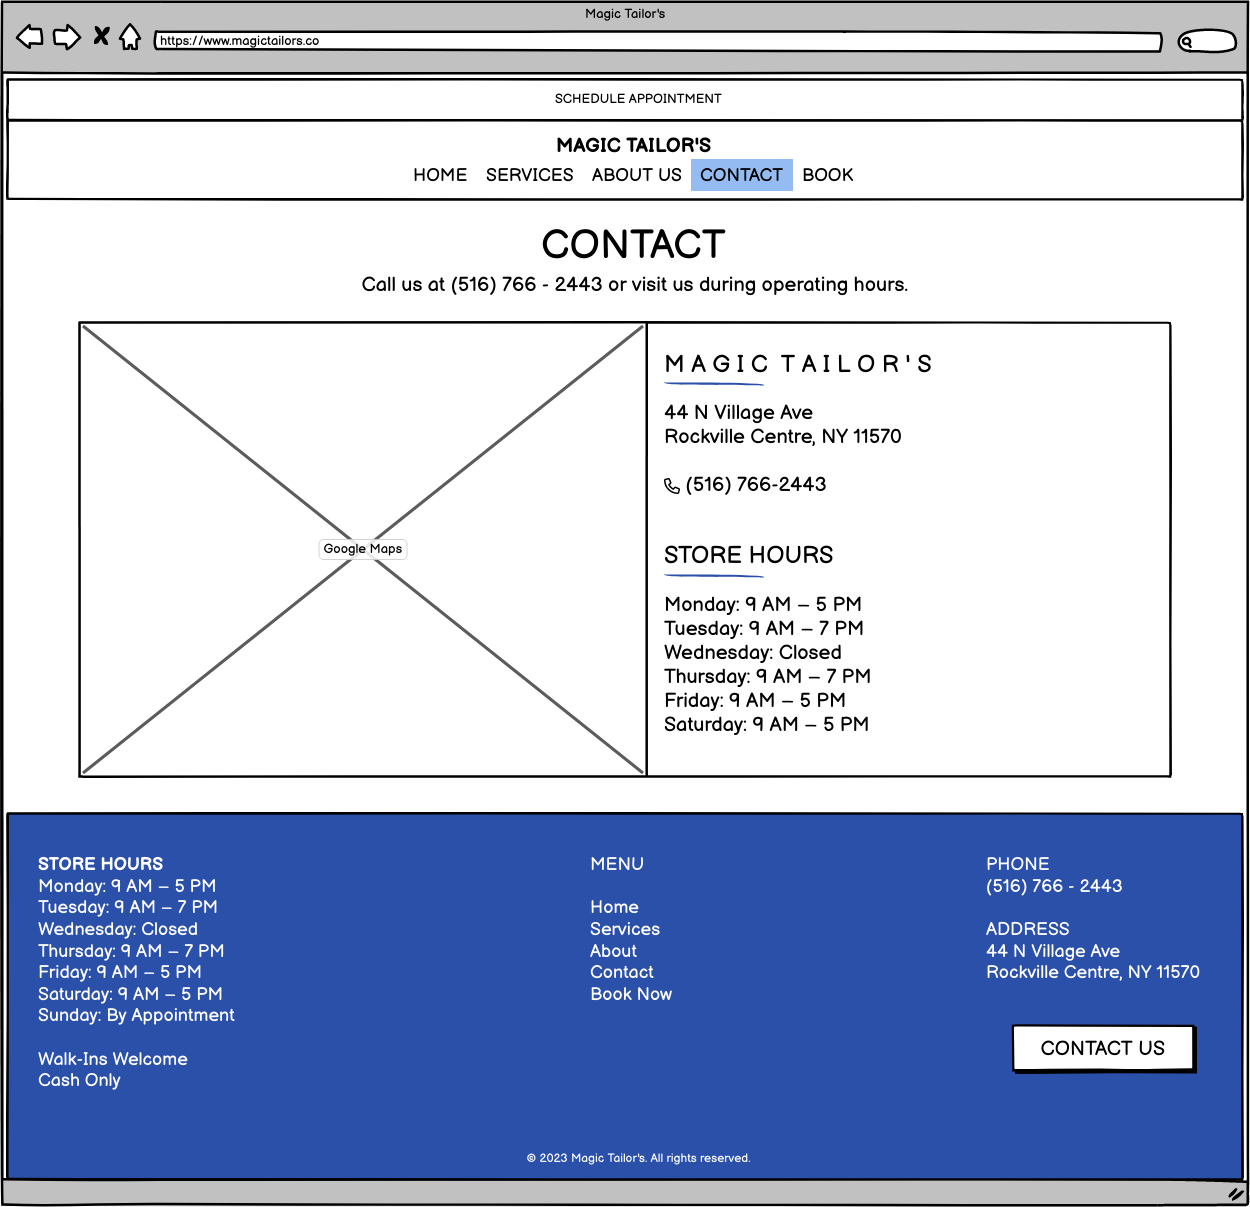 Magic Tailor's
https://www.magictailors.co
SCHEDULE APPOINTMENT
MAGIC TAILOR'S
HOME SERVICES ABOUT US CONTACT BOOK
CONTACT
Call us at (516) 766 - 2443 or visit us during operating hours.
Google Maps
MAGIC TAILOR'S
44 N Village Ave
Rockville Centre, NY 11570
(516) 766-2443
STORE HOURS
Monday: 9 AM – 5 PM
Tuesday: 9 AM – 7 PM
Wednesday: Closed
Thursday: 9 AM – 7 PM
Friday: 9 AM – 5 PM
Saturday: 9 AM – 5 PM
STORE HOURS
Monday: 9 AM – 5 PM
Tuesday: 9 AM – 7 PM
Wednesday: Closed
Thursday: 9 AM – 7 PM
Friday: 9 AM – 5 PM
Saturday: 9 AM – 5 PM
Sunday: By Appointment
Walk-Ins Welcome
Cash Only
MENU
Home
Services
About
Contact
Book Now
PHONE
(516) 766 - 2443
ADDRESS
44 N Village Ave
Rockville Centre, NY 11570
CONTACT US
© 2023 Magic Tailor's. All rights reserved.